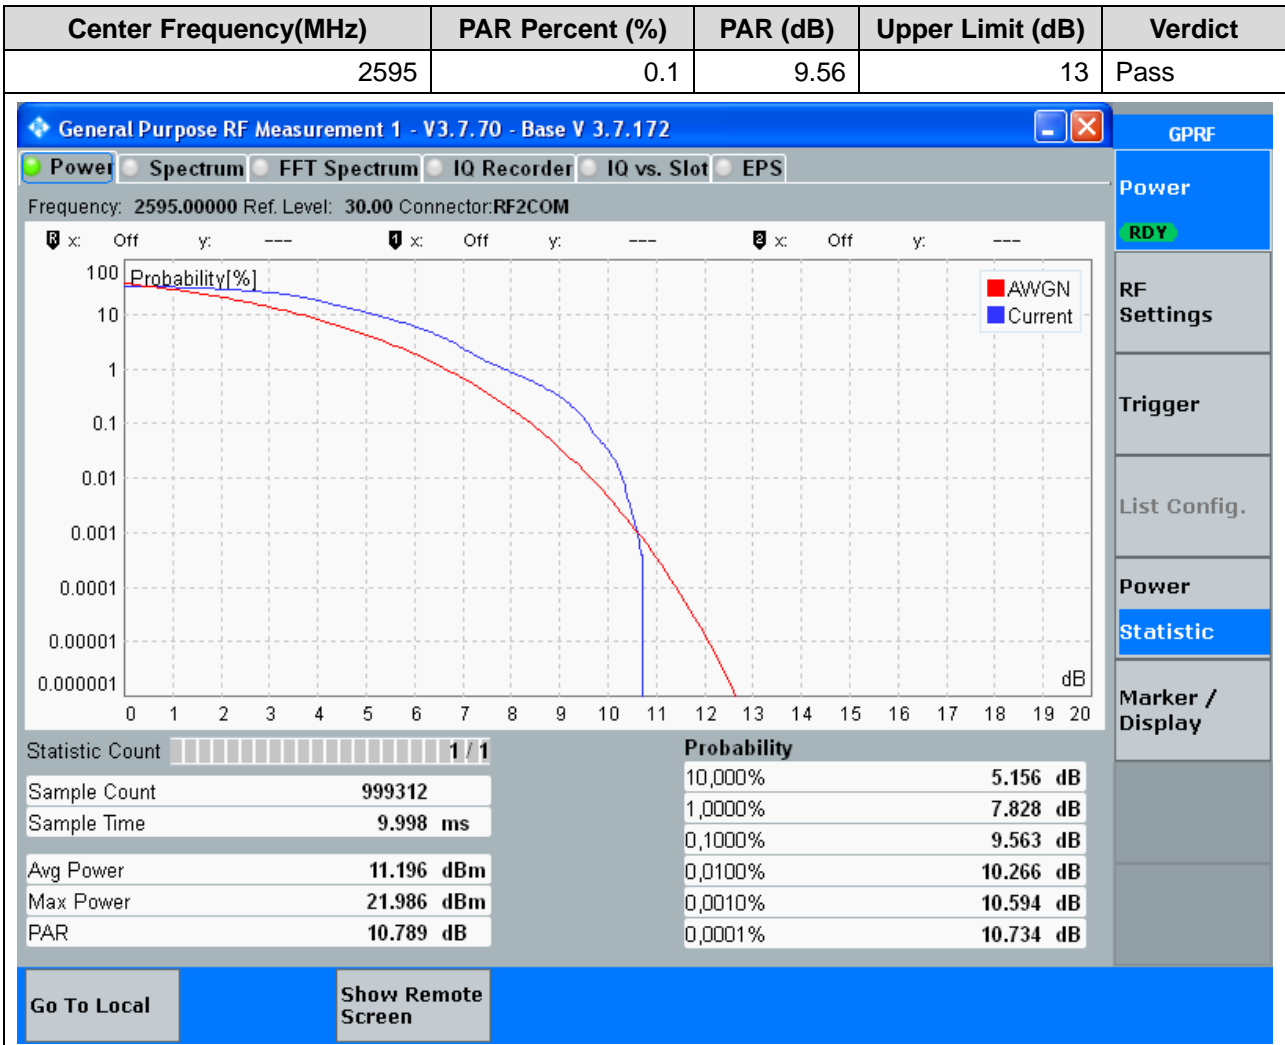 Center Frequency(MHz) PAR Percent (%) PAR (dB) Upper Limit (dB) Verdict
2595 0.1 9.56 13 Pass
General Purpose RF Measurement 1 - V3.7.70 - Base V 3.7.172
GPRF
Power Spectrum FFT Spectrum IQ Recorder IQ vs. Slot EPS
Frequency: 2595.00000 Ref. Level: 30.00 Connector:RF2COM
R x: Off y: --- 1 x: Off y: --- 2 x: Off y: ---
Probability[%]
100
10
1
0.1
0.01
0.001
0.0001
0.00001
0.000001
AWGN
Current
dB
0 1 2 3 4 5 6 7 8 9 10 11 12 13 14 15 16 17 18 19 20
Statistic Count 1 / 1
Sample Count 999312
Sample Time 9.998 ms
Avg Power 11.196 dBm
Max Power 21.986 dBm
PAR 10.789 dB
Probability
10,000% 5.156 dB
1,0000% 7.828 dB
0,1000% 9.563 dB
0,0100% 10.266 dB
0,0010% 10.594 dB
0,0001% 10.734 dB
Power
RDY
RF
Settings
Trigger
List Config.
Power
Statistic
Marker /
Display
Go To Local
Show Remote
Screen